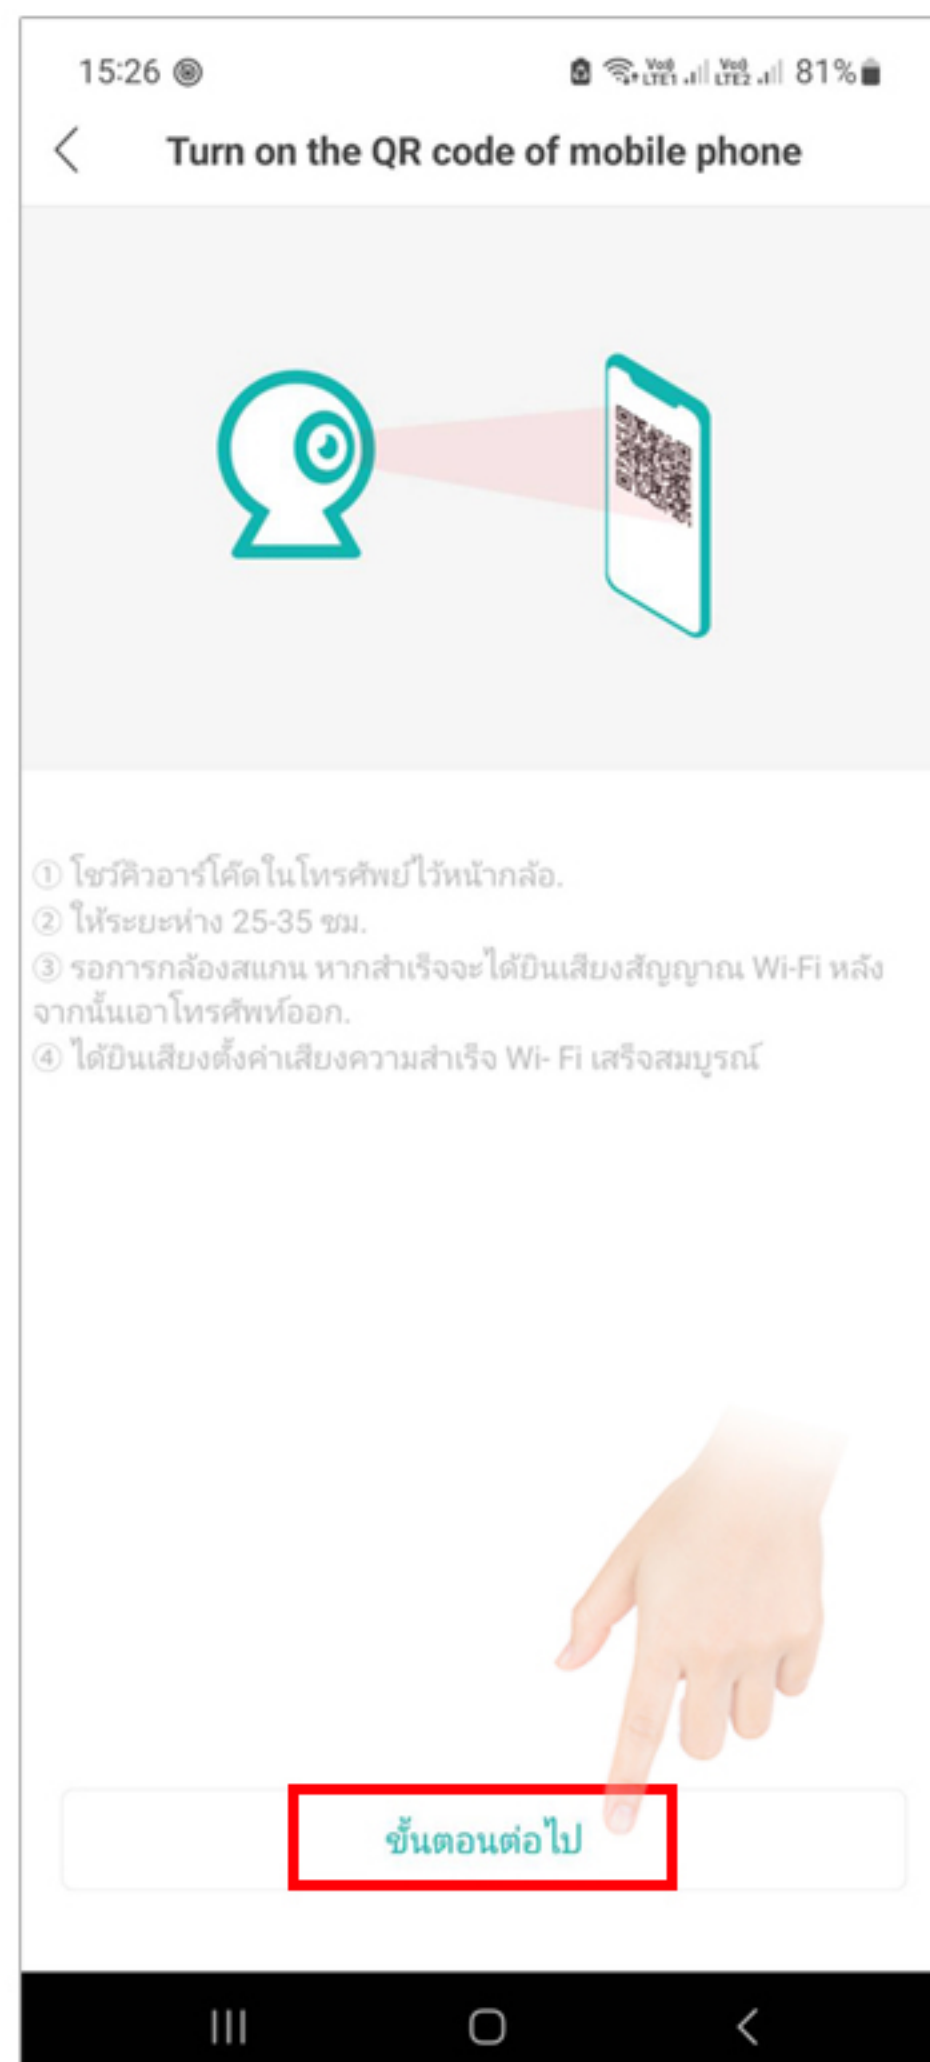 15:26 Vo)) LTE1 Vo)) LTE2 81%
Turn on the QR code of mobile phone
① โชว์คิวอาร์โค๊ดในโทรศัพย์ไว้หน้ากล้อ.
② ให้ระยะห่าง 25-35 ซม.
③ รอการกล้องสแกน หากสำเร็จจะได้ยินเสียงสัญญาณ Wi-Fi หลัง
จากนั้นเอาโทรศัพท์ออก.
④ ได้ยินเสียงตั้งค่าเสียงความสำเร็จ Wi- Fi เสร็จสมบูรณ์
ขั้นตอนต่อไป